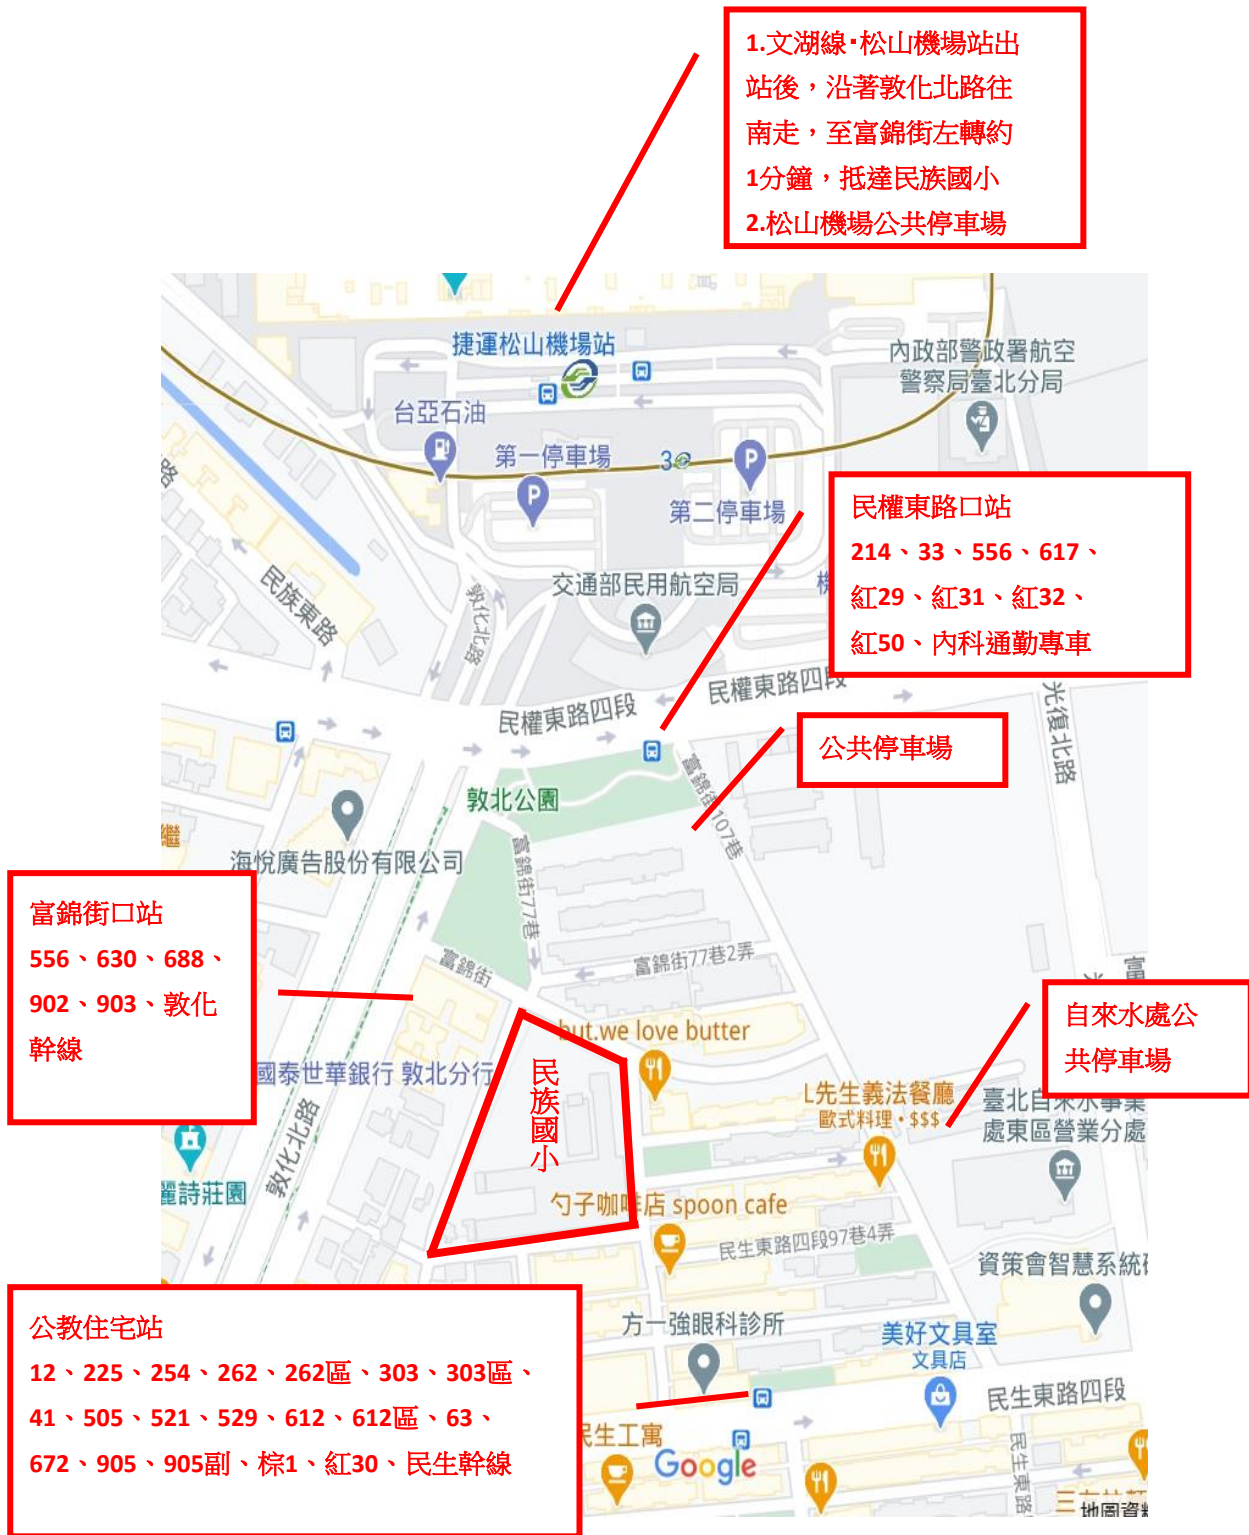 1.文湖線‧松山機場站出
站後，沿著敦化北路往
南走，至富錦街左轉約
1分鐘，抵達民族國小
2.松山機場公共停車場
捷運松山機場站
內政部警政署航空
警察局臺北分局
台亞石油
第一停車場
3
第二停車場
民權東路口站
214、33、556、617、
紅29、紅31、紅32、
紅50、內科通勤專車
交通部民用航空局
民族東路
敦化北路
民權東路四段
民權東路四段
光復北路
公共停車場
敦北公園
富錦街107巷
海悅廣告股份有限公司
富錦街77巷
富錦街口站
556、630、688、
902、903、敦化
幹線
富錦街
富錦街77巷2弄
自來水處公
共停車場
but.we love butter
國泰世華銀行 敦北分行
民族國小
L先生義法餐廳
歐式料理・$$$
臺北自來水事業
處東區營業分處
敦化北路
麗詩莊園
勺子咖啡店 spoon cafe
民生東路四段97巷4弄
資策會智慧系統
公教住宅站
12、225、254、262、262區、303、303區、
41、505、521、529、612、612區、63、
672、905、905副、棕1、紅30、民生幹線
方一強眼科診所
美好文具室
文具店
民生東路四段
民生工寓
Google
民生東路
地圖資料